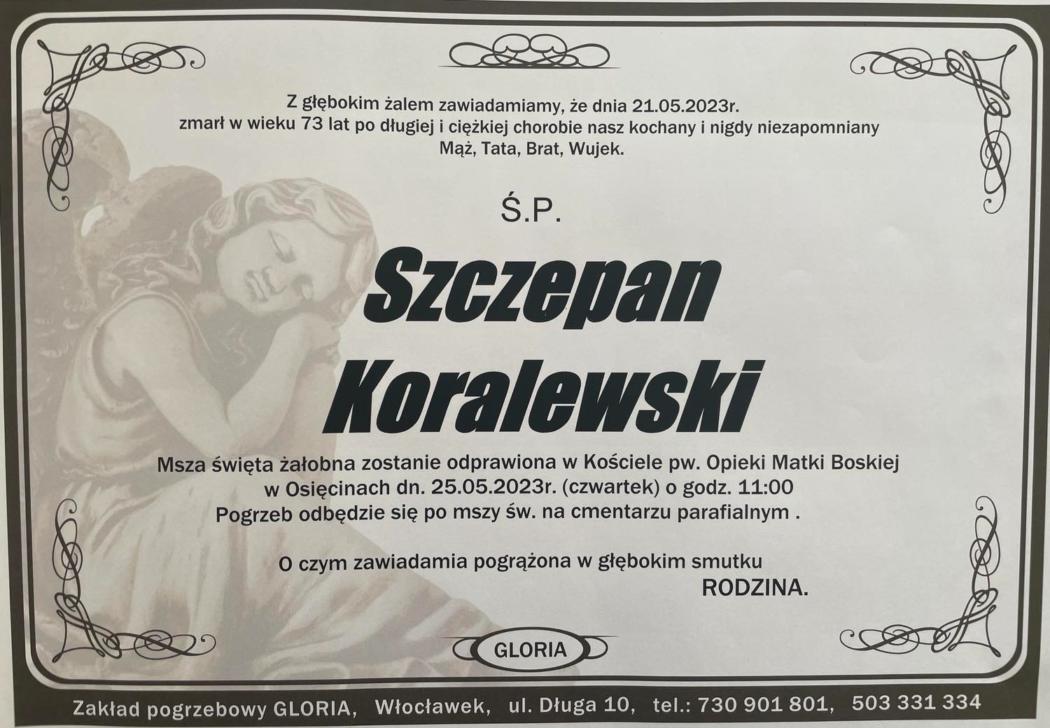 Z głębokim żalem zawiadamiamy, że dnia 21.05.2023r.
zmarł w wieku 73 lat po długiej i ciężkiej chorobie nasz kochany i nigdy niezapomniany
Mąż, Tata, Brat, Wujek.
Ś.P.
Szczepan
Koralewski
Msza święta żałobna zostanie odprawiona w Kościele pw. Opieki Matki Boskiej
w Osięcinach dn. 25.05.2023r. (czwartek) o godz. 11:00
Pogrzeb odbędzie się po mszy św. na cmentarzu parafialnym .
O czym zawiadamia pogrążona w głębokim smutku
RODZINA.
GLORIA
Zakład pogrzebowy GLORIA, Włocławek, ul. Długa 10, tel.: 730 901 801, 503 331 334